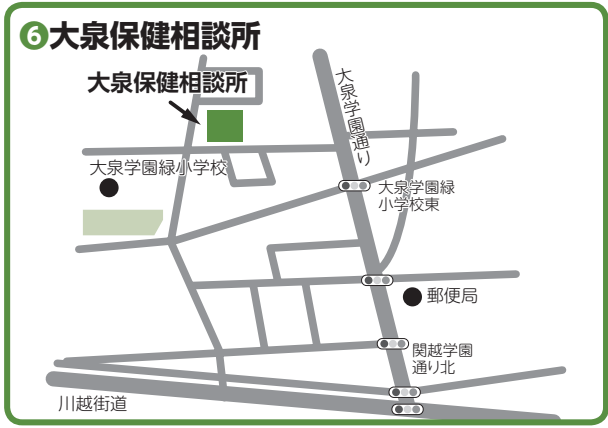 ❻大泉保健相談所
大泉保健相談所
大泉学園通り
大泉学園緑小学校
大泉学園緑
小学校東
郵便局
関越学園
通り北
川越街道